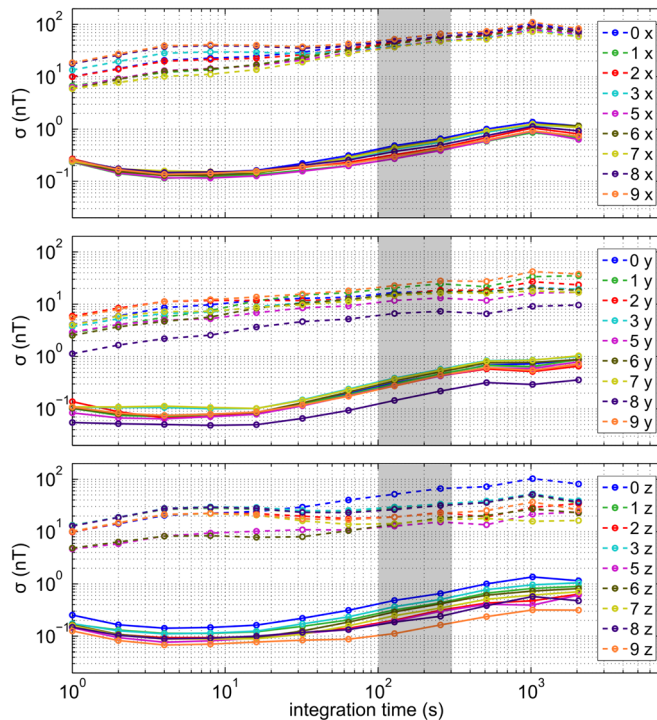 10²
10¹
10⁰
10⁻¹
σ (nT)
0 x
1 x
2 x
3 x
5 x
6 x
7 x
8 x
9 x
10²
10¹
10⁰
10⁻¹
σ (nT)
0 y
1 y
2 y
3 y
5 y
6 y
7 y
8 y
9 y
10²
10¹
10⁰
10⁻¹
σ (nT)
0 z
1 z
2 z
3 z
5 z
6 z
7 z
8 z
9 z
10⁰ 10¹ 10² 10³
integration time (s)